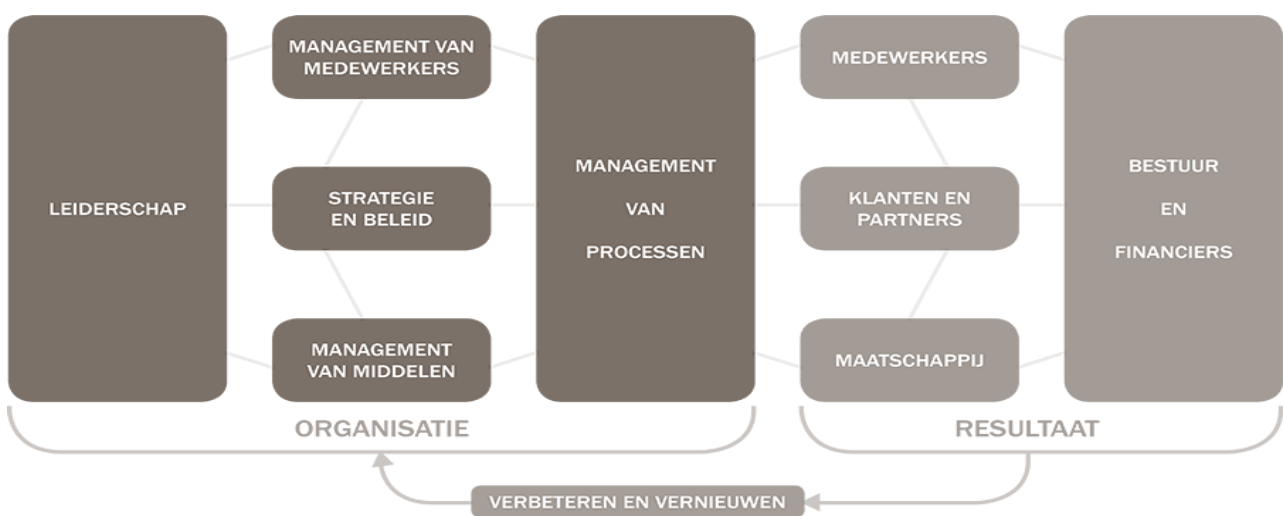 LEIDERSCHAP
MANAGEMENT VAN
MEDEWERKERS
STRATEGIE
EN BELEID
MANAGEMENT
VAN MIDDELEN
MANAGEMENT
VAN
PROCESSEN
MEDEWERKERS
KLANTEN EN
PARTNERS
MAATSCHAPPIJ
BESTUUR
EN
FINANCIERS
ORGANISATIE
RESULTAAT
VERBETEREN EN VERNIEUWEN